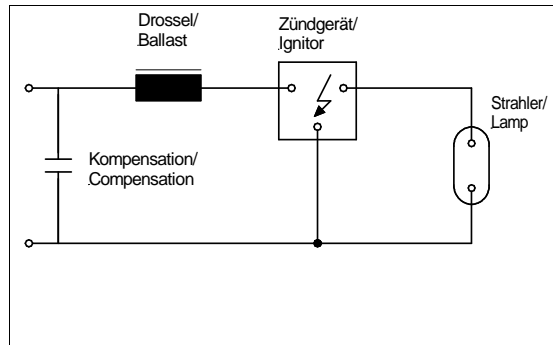 Drossel/
Ballast
Zündgerät/
Ignitor
Strahler/
Lamp
Kompensation/
Compensation